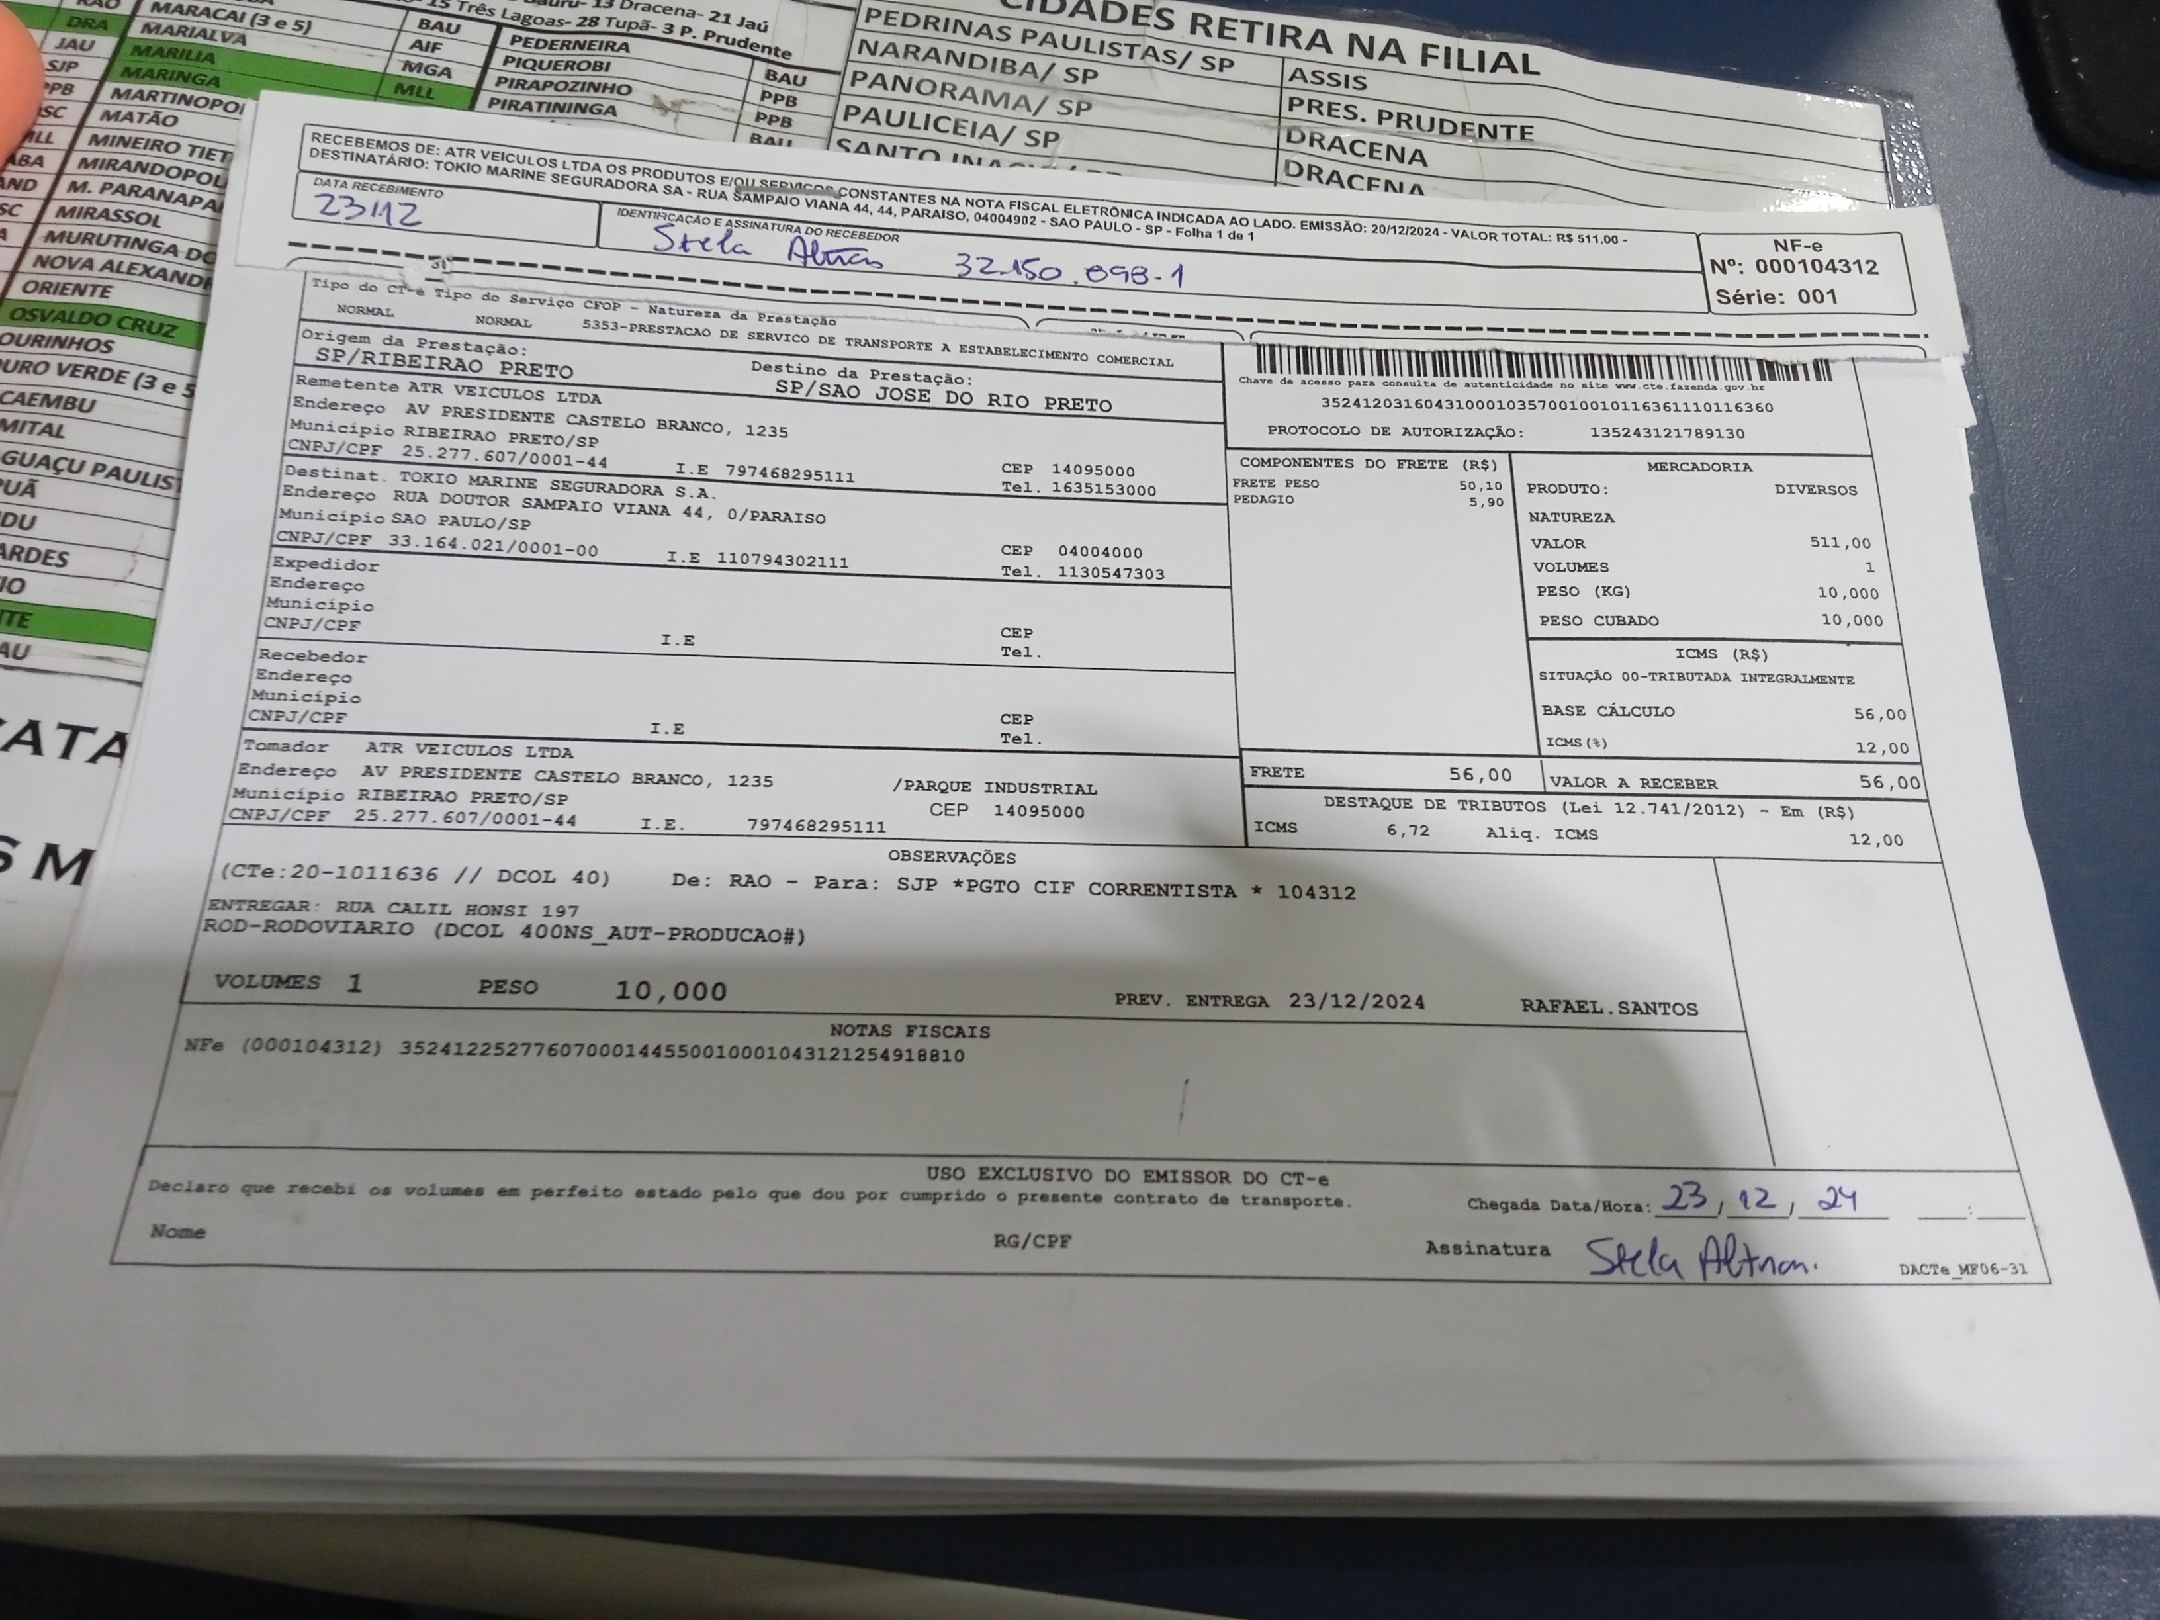 15 Três Lagoas- 28 Tupã- 3 P. Prudente
13 Dracena- 21 Jaú
DRA MARACAI (3 e 5) BAU
JAU MARIALVA AIF
SJP MARILIA MGA
PPB MARINGA MLL
MARTINOPOL
MATÃO
MINEIRO TIET
MIRANDOPOL
M. PARANAPA
MIRASSOL
MURUTINGA DO
NOVA ALEXAND
ORIENTE
OSVALDO CRUZ
OURINHOS
OURO VERDE (3 e 5
CAEMBU
MITAL
GUAÇU PAULIST
PUÃ
NDU
ARDES
IO
TE
AU
PEDERNEIRA BAU
PIQUEROBI PPB
PIRAPOZINHO PPB
PIRATININGA BAU
CIDADES RETIRA NA FILIAL
PEDRINAS PAULISTAS/ SP ASSIS
NARANDIBA/ SP PRES. PRUDENTE
PANORAMA/ SP DRACENA
PAULICEIA/ SP DRACENA
RECEBEMOS DE: ATR VEICULOS LTDA OS PRODUTOS E/OU SERVIÇOS CONSTANTES NA NOTA FISCAL ELETRÔNICA INDICADA AO LADO. EMISSÃO: 20/12/2024 - VALOR TOTAL: R$ 511,00 -
DESTINATÁRIO: TOKIO MARINE SEGURADORA SA - RUA SAMPAIO VIANA 44, 44, PARAISO, 04004902 - SAO PAULO - SP - Folha 1 de 1
DATA RECEBIMENTO
23/12
IDENTIFICAÇÃO E ASSINATURA DO RECEBEDOR
Stela 32.150.898-1
NF-e
Nº: 000104312
Série: 001
Tipo do CT-e Tipo do Serviço CFOP - Natureza da Prestação
NORMAL NORMAL 5353-PRESTACAO DE SERVICO DE TRANSPORTE A ESTABELECIMENTO COMERCIAL
Origem da Prestação: Destino da Prestação:
SP/RIBEIRAO PRETO SP/SAO JOSE DO RIO PRETO
Remetente ATR VEICULOS LTDA
Endereço AV PRESIDENTE CASTELO BRANCO, 1235
Município RIBEIRAO PRETO/SP CEP 14095000
CNPJ/CPF 25.277.607/0001-44 I.E 797468295111 Tel. 1635153000
Destinat. TOKIO MARINE SEGURADORA S.A.
Endereço RUA DOUTOR SAMPAIO VIANA 44, 0/PARAISO
Município SAO PAULO/SP CEP 04004000
CNPJ/CPF 33.164.021/0001-00 I.E 110794302111 Tel. 1130547303
Expedidor
Endereço
Município CEP
CNPJ/CPF I.E Tel.
Recebedor
Endereço
Município CEP
CNPJ/CPF I.E Tel.
Tomador ATR VEICULOS LTDA
Endereço AV PRESIDENTE CASTELO BRANCO, 1235 /PARQUE INDUSTRIAL
Município RIBEIRAO PRETO/SP CEP 14095000
CNPJ/CPF 25.277.607/0001-44 I.E. 797468295111
Chave de acesso para consulta de autenticidade no site www.cte.fazenda.gov.br
35241203160431000103570010010116361110116360
PROTOCOLO DE AUTORIZAÇÃO: 135243121789130
COMPONENTES DO FRETE (R$)
FRETE PESO 50,10
PEDAGIO 5,90
MERCADORIA
PRODUTO: DIVERSOS
NATUREZA
VALOR 511,00
VOLUMES 1
PESO (KG) 10,000
PESO CUBADO 10,000
ICMS (R$)
SITUAÇÃO 00-TRIBUTADA INTEGRALMENTE
BASE CÁLCULO 56,00
ICMS(%) 12,00
FRETE 56,00 VALOR A RECEBER 56,00
DESTAQUE DE TRIBUTOS (Lei 12.741/2012) - Em (R$)
ICMS 6,72 Aliq. ICMS 12,00
OBSERVAÇÕES
(CTe:20-1011636 // DCOL 40) De: RAO - Para: SJP *PGTO CIF CORRENTISTA * 104312
ENTREGAR: RUA CALIL HONSI 197
ROD-RODOVIARIO (DCOL 400NS_AUT-PRODUCAO#)
VOLUMES 1 PESO 10,000 PREV. ENTREGA 23/12/2024 RAFAEL.SANTOS
NOTAS FISCAIS
NFe (000104312) 35241225277607000144550010001043121254918810
USO EXCLUSIVO DO EMISSOR DO CT-e
Declaro que recebi os volumes em perfeito estado pelo que dou por cumprido o presente contrato de transporte.
Chegada Data/Hora: 23/12/24 __:__
Nome RG/CPF Assinatura Stela
DACTe_MF06-31